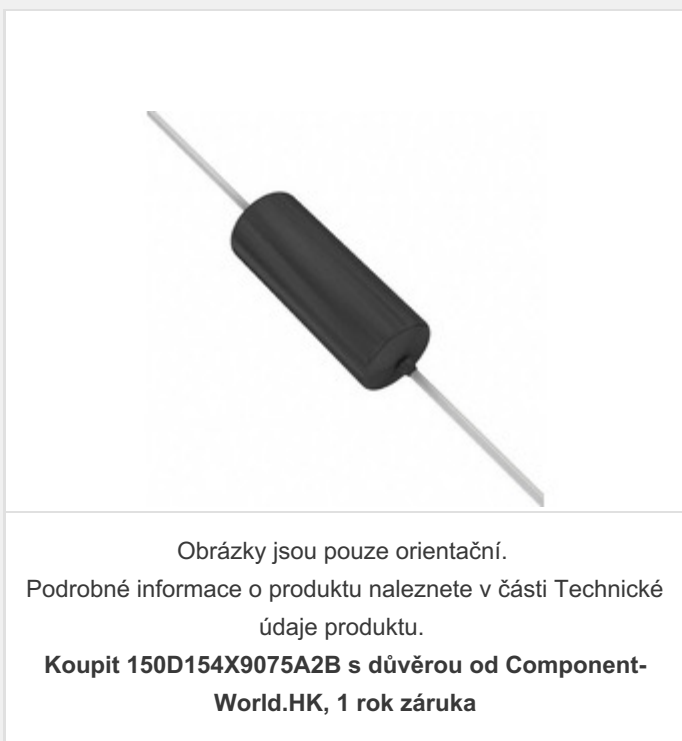 Obrázky jsou pouze orientační.
Podrobné informace o produktu naleznete v části Technické
údaje produktu.
Koupit 150D154X9075A2B s důvěrou od Component-
World.HK, 1 rok záruka